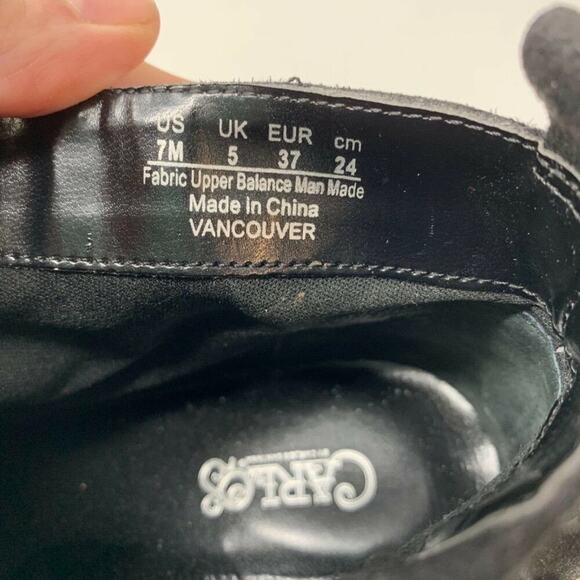 US UK EUR cm
7M 5 37 24
Fabric Upper Balance Man Made
Made in China
VANCOUVER
CARLOS